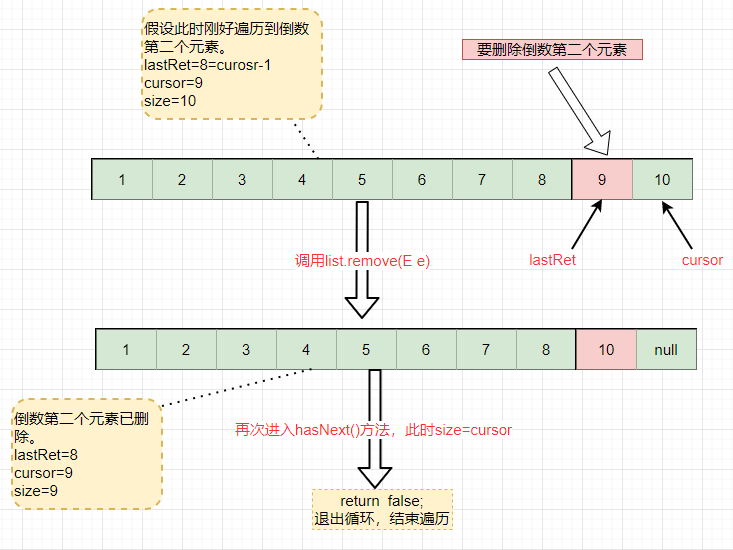 假设此时刚好遍历到倒数
第二个元素。
lastRet=8=curosr-1
cursor=9
size=10
要删除倒数第二个元素
1 2 3 4 5 6 7 8 9 10
lastRet
cursor
调用list.remove(E e)
1 2 3 4 5 6 7 8 10 null
倒数第二个元素已删
除。
lastRet=8
cursor=9
size=9
再次进入hasNext()方法，此时size=cursor
return false;
退出循环，结束遍历